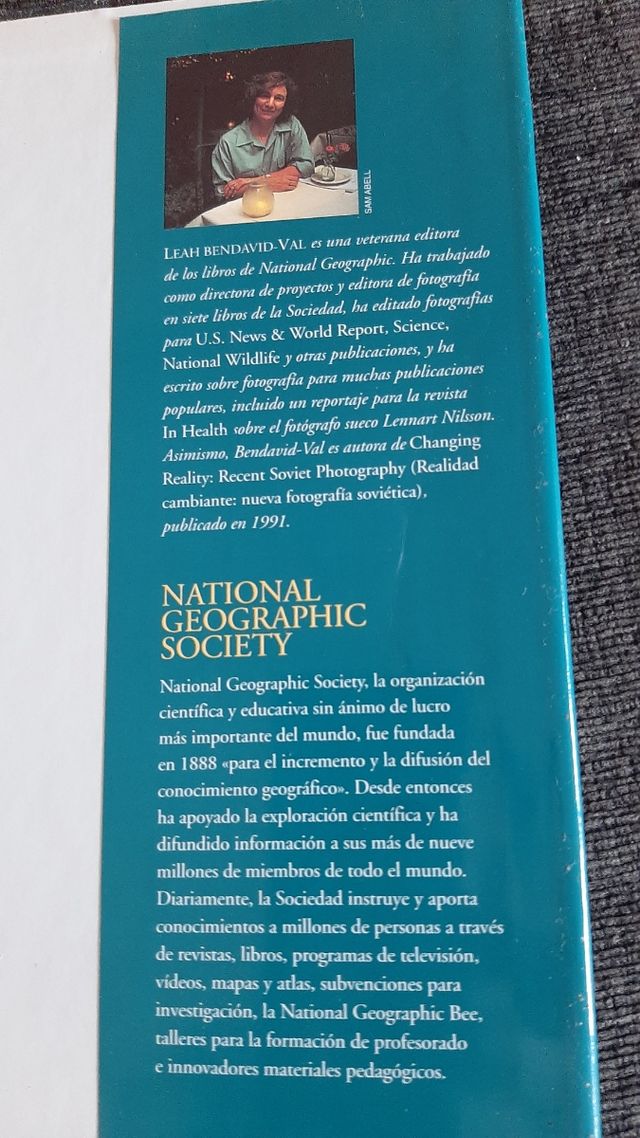 SAM ABELL
LEAH BENDAVID-VAL es una veterana editora
de los libros de National Geographic. Ha trabajado
como directora de proyectos y editora de fotografía
en siete libros de la Sociedad, ha editado fotografías
para U.S. News & World Report, Science,
National Wildlife y otras publicaciones, y ha
escrito sobre fotografía para muchas publicaciones
populares, incluido un reportaje para la revista
In Health sobre el fotógrafo sueco Lennart Nilsson.
Asimismo, Bendavid-Val es autora de Changing
Reality: Recent Soviet Photography (Realidad
cambiante: nueva fotografía soviética),
publicado en 1991.
NATIONAL
GEOGRAPHIC
SOCIETY
National Geographic Society, la organización
científica y educativa sin ánimo de lucro
más importante del mundo, fue fundada
en 1888 «para el incremento y la difusión del
conocimiento geográfico». Desde entonces
ha apoyado la exploración científica y ha
difundido información a sus más de nueve
millones de miembros de todo el mundo.
Diariamente, la Sociedad instruye y aporta
conocimientos a millones de personas a través
de revistas, libros, programas de televisión,
vídeos, mapas y atlas, subvenciones para
investigación, la National Geographic Bee,
talleres para la formación de profesorado
e innovadores materiales pedagógicos.